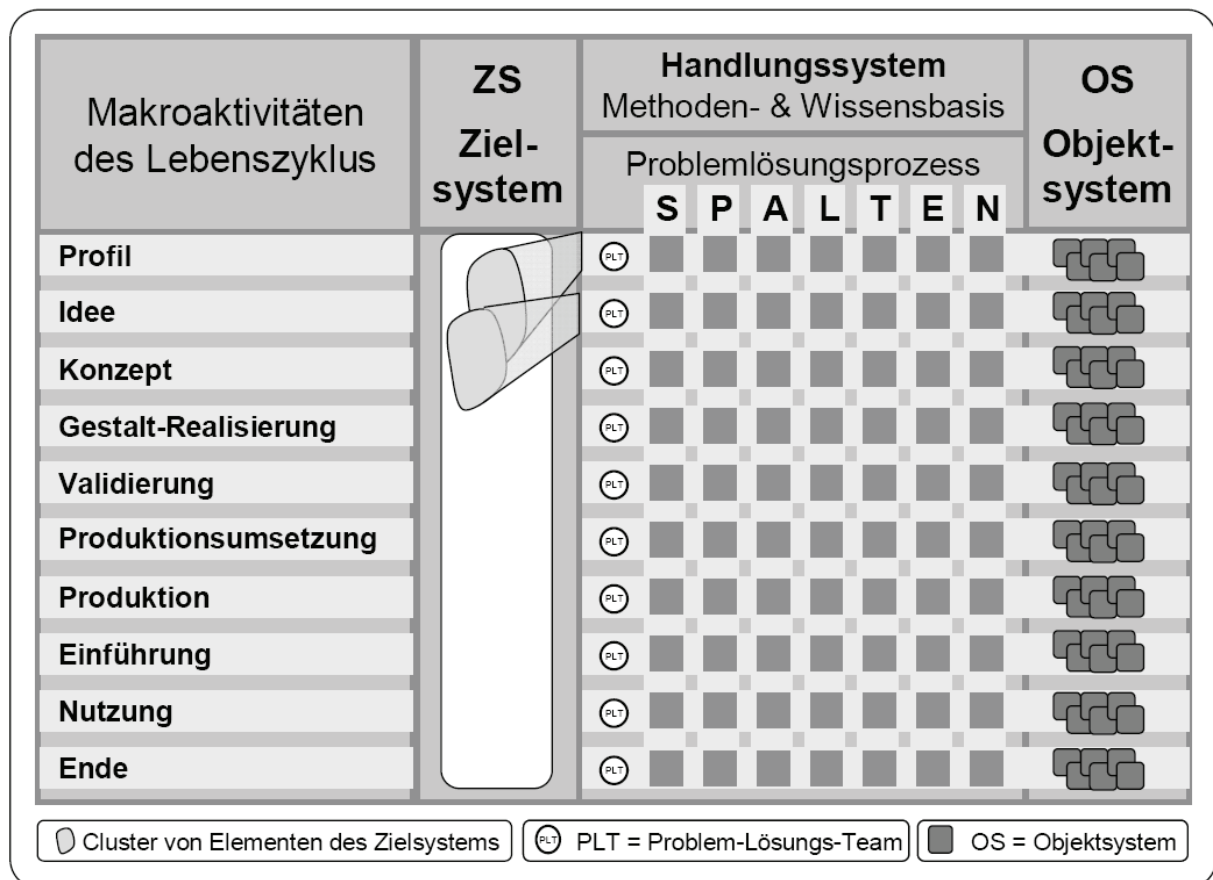 Makroaktivitäten
des Lebenszyklus
ZS
Ziel-
system
Handlungssystem
Methoden- & Wissensbasis
Problemlösungsprozess
S P A L T E N
OS
Objekt-
system
Profil
PLT
Idee
PLT
Konzept
PLT
Gestalt-Realisierung
PLT
Validierung
PLT
Produktionsumsetzung
PLT
Produktion
PLT
Einführung
PLT
Nutzung
PLT
Ende
PLT
Cluster von Elementen des Zielsystems
PLT PLT = Problem-Lösungs-Team
OS = Objektsystem